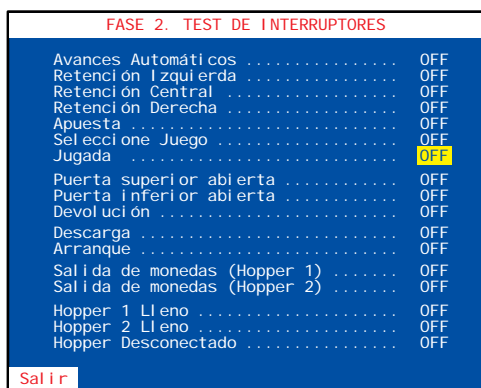 FASE 2. TEST DE INTERRUPTORES
Avances Automáticos ................. OFF
Retención Izquierda ................. OFF
Retención Central ................... OFF
Retención Derecha ................... OFF
Apuesta ............................. OFF
Seleccione Juego .................... OFF
Jugada ............................. OFF
Puerta superior abierta ............. OFF
Puerta inferior abierta ............. OFF
Devolución .......................... OFF
Descarga ............................ OFF
Arranque ............................ OFF
Salida de monedas (Hopper 1) ....... OFF
Salida de monedas (Hopper 2) ....... OFF
Hopper 1 Lleno ...................... OFF
Hopper 2 Lleno ...................... OFF
Hopper Desconectado ................. OFF
Salir